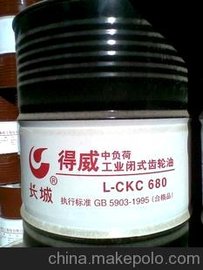 得威 中负荷
工业闭式齿轮油
长城
L-CKC 680
执行标准 GB 5903-1995（合格品）
china.makepolo.com